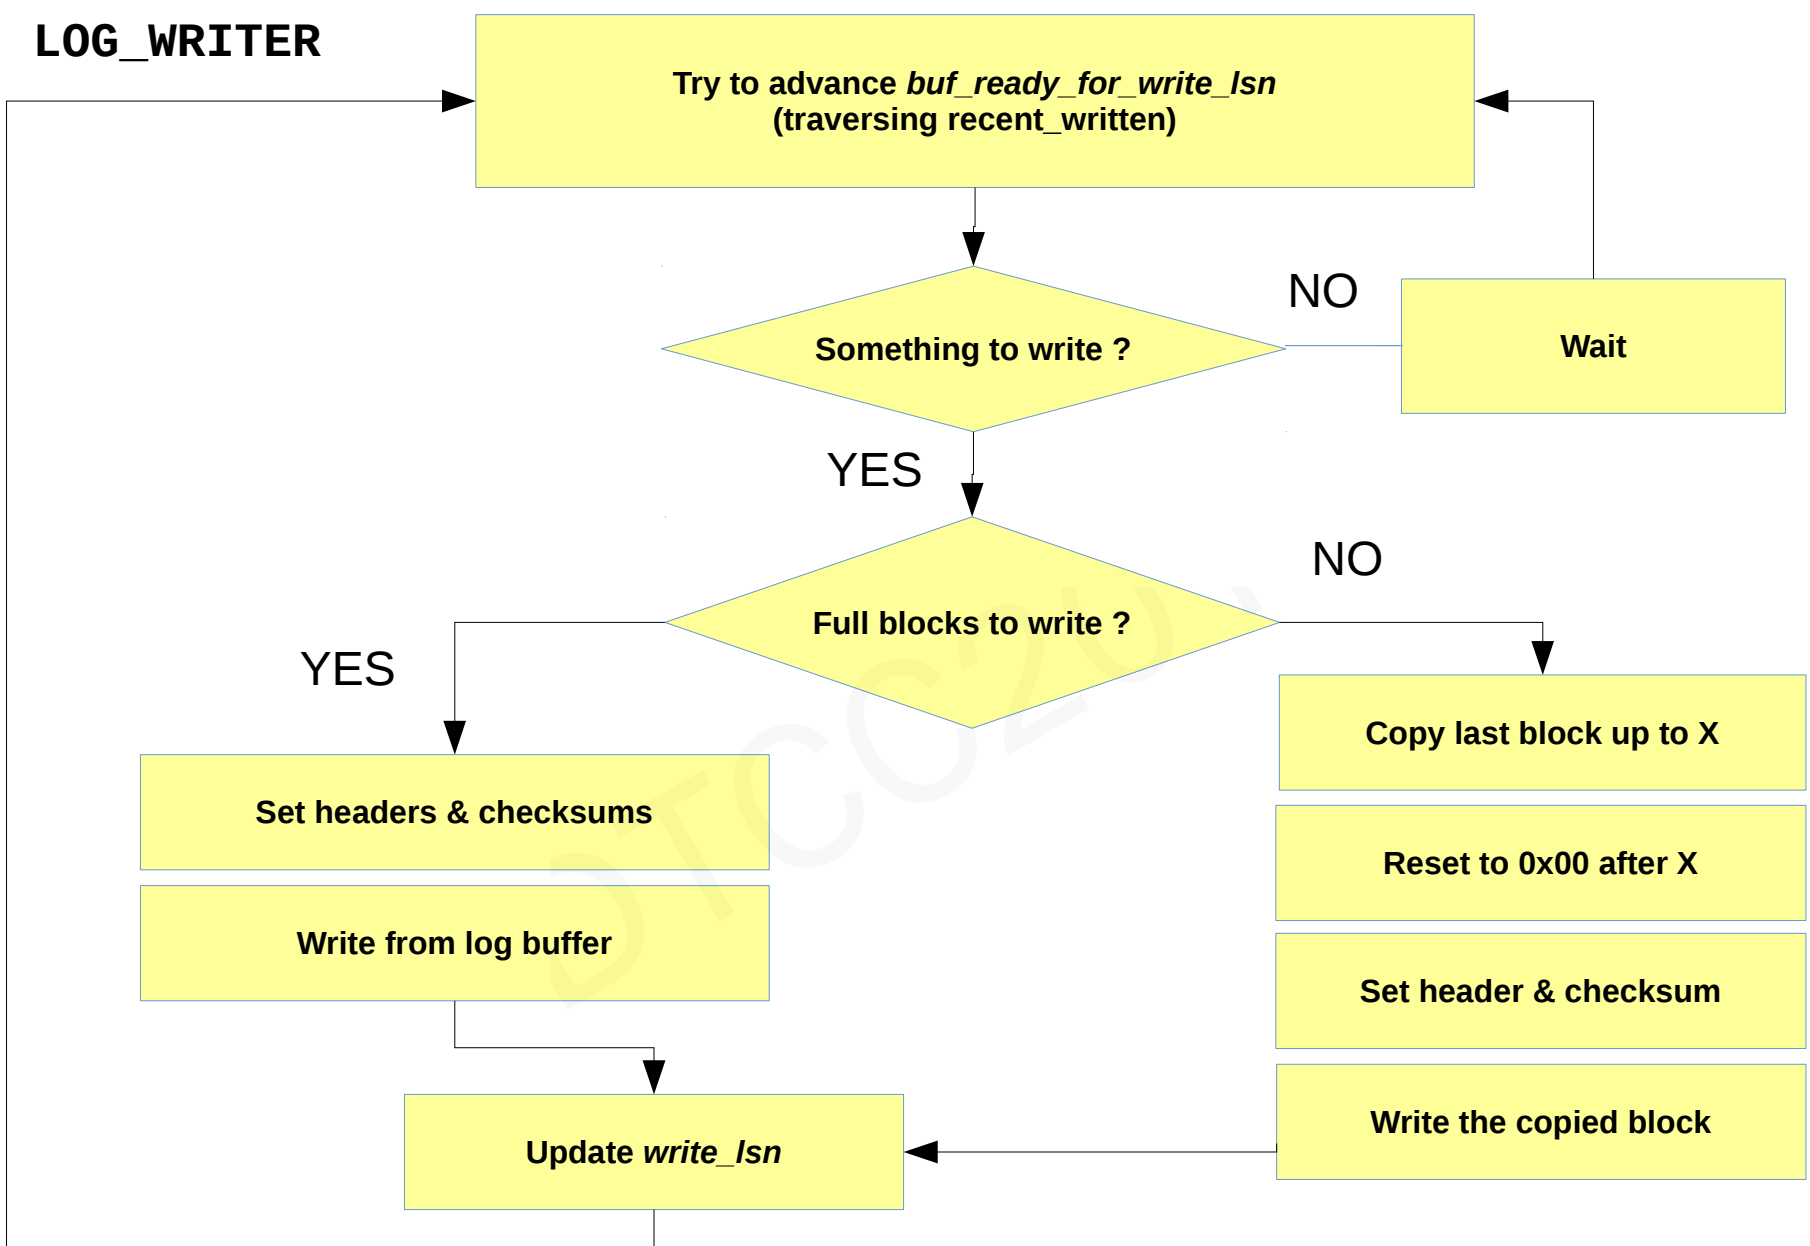 LOG_WRITER
Try to advance buf_ready_for_write_lsn
(traversing recent_written)
NO
Something to write ?
Wait
YES
NO
Full blocks to write ?
YES
Copy last block up to X
Set headers & checksums
Reset to 0x00 after X
Write from log buffer
Set header & checksum
Write the copied block
Update write_lsn